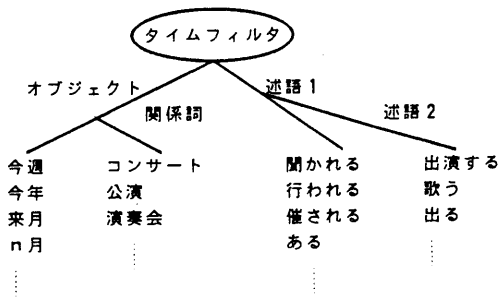 タイムフィルタ
オブジェクト
関係詞
述語1
述語2
今週
今年
来月
n月
コンサート
公演
演奏会
聞かれる
行われる
催される
ある
出演する
歌う
出る